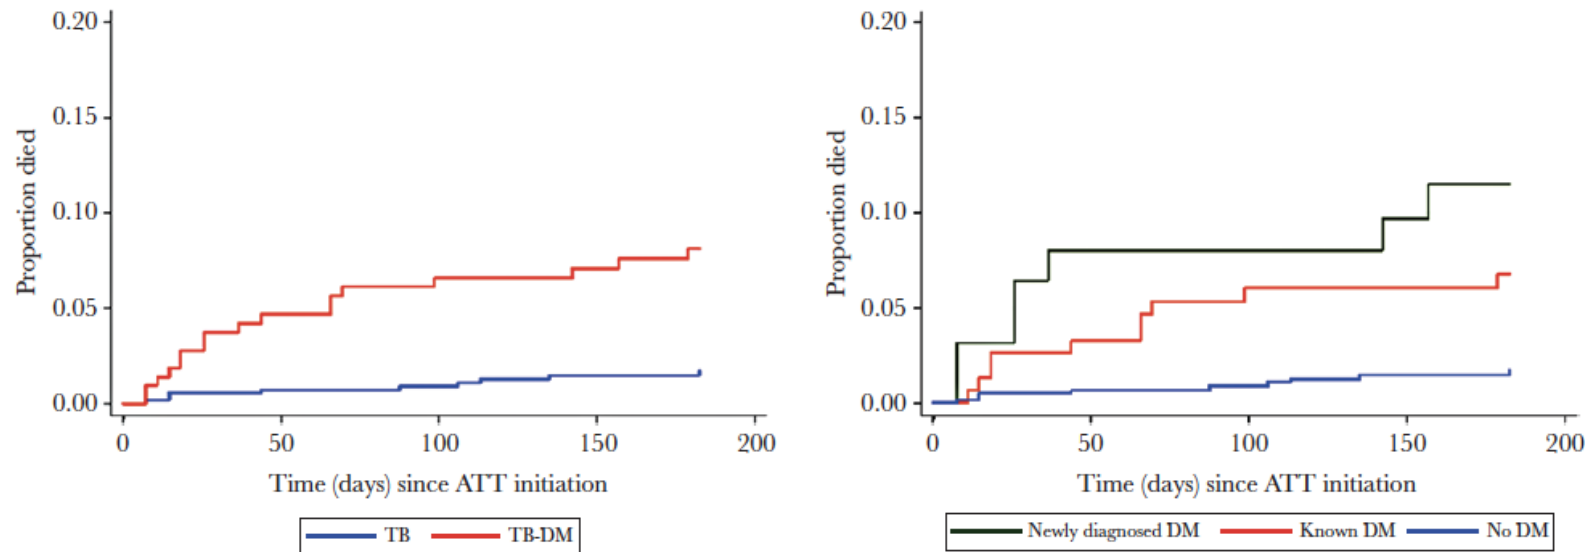 0.20
0.15
0.10
0.05
0.00
Proportion died
0 50 100 150 200
Time (days) since ATT initiation
TB TB-DM
0.20
0.15
0.10
0.05
0.00
Proportion died
0 50 100 150 200
Time (days) since ATT initiation
Newly diagnosed DM Known DM No DM